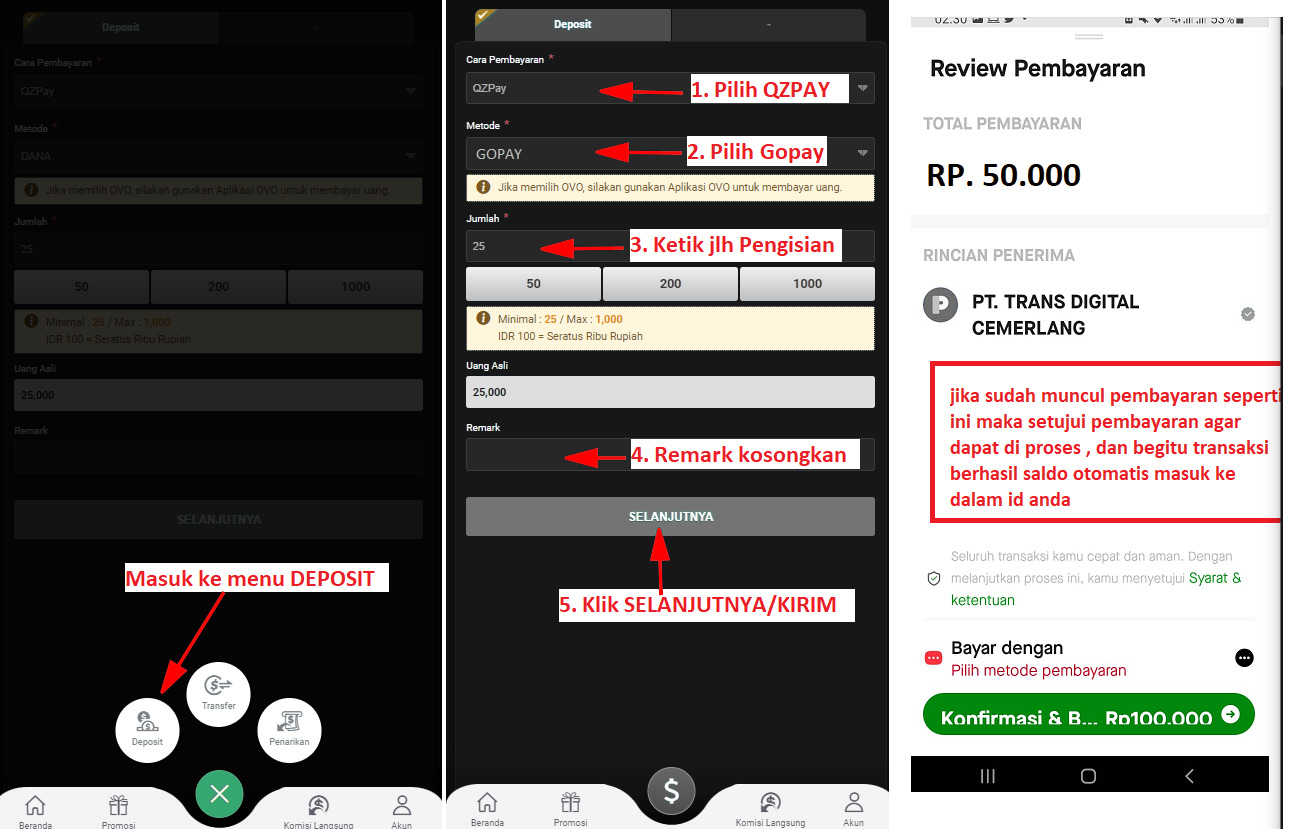 Deposit
-
Cara Pembayaran *
QZPay
Metode *
DANA
Jika memilih OVO, silakan gunakan Aplikasi OVO untuk membayar uang.
Jumlah *
25
50
200
1000
Minimal : 25 / Max : 1,000
IDR 100 = Seratus Ribu Rupiah
Uang Asli
25,000
Remark
SELANJUTNYA
Masuk ke menu DEPOSIT
Transfer
Deposit
Penarikan
Beranda
Promosi
Komisi Langsung
Akun
Deposit
-
Cara Pembayaran *
QZPay
1. Pilih QZPAY
Metode *
GOPAY
2. Pilih Gopay
Jika memilih OVO, silakan gunakan Aplikasi OVO untuk membayar uang.
Jumlah *
25
3. Ketik jlh Pengisian
50
200
1000
Minimal : 25 / Max : 1,000
IDR 100 = Seratus Ribu Rupiah
Uang Asli
25,000
Remark
4. Remark kosongkan
SELANJUTNYA
5. Klik SELANJUTNYA/KIRIM
$
Beranda
Promosi
Komisi Langsung
Akun
02.30
53%
Review Pembayaran
TOTAL PEMBAYARAN
RP. 50.000
RINCIAN PENERIMA
P
PT. TRANS DIGITAL
CEMERLANG
jika sudah muncul pembayaran seperti
ini maka setujui pembayaran agar
dapat di proses , dan begitu transaksi
berhasil saldo otomatis masuk ke
dalam id anda
Seluruh transaksi kamu cepat dan aman. Dengan
melanjutkan proses ini, kamu menyetujui Syarat &
ketentuan
Bayar dengan
Pilih metode pembayaran
Konfirmasi & B... Rp100.000